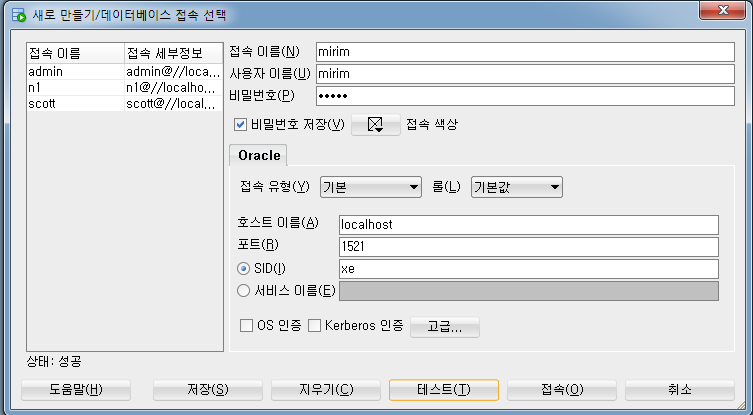 새로 만들기/데이터베이스 접속 선택
접속 이름 접속 세부정보
admin admin@//loca...
n1 n1@//localho...
scott scott@//local...
접속 이름(N) mirim
사용자 이름(U) mirim
비밀번호(P) •••••
비밀번호 저장(V) 접속 색상
Oracle
접속 유형(Y) 기본 롤(L) 기본값
호스트 이름(A) localhost
포트(R) 1521
SID(I) xe
서비스 이름(E)
OS 인증 Kerberos 인증 고급...
상태: 성공
도움말(H) 저장(S) 지우기(C) 테스트(T) 접속(O) 취소